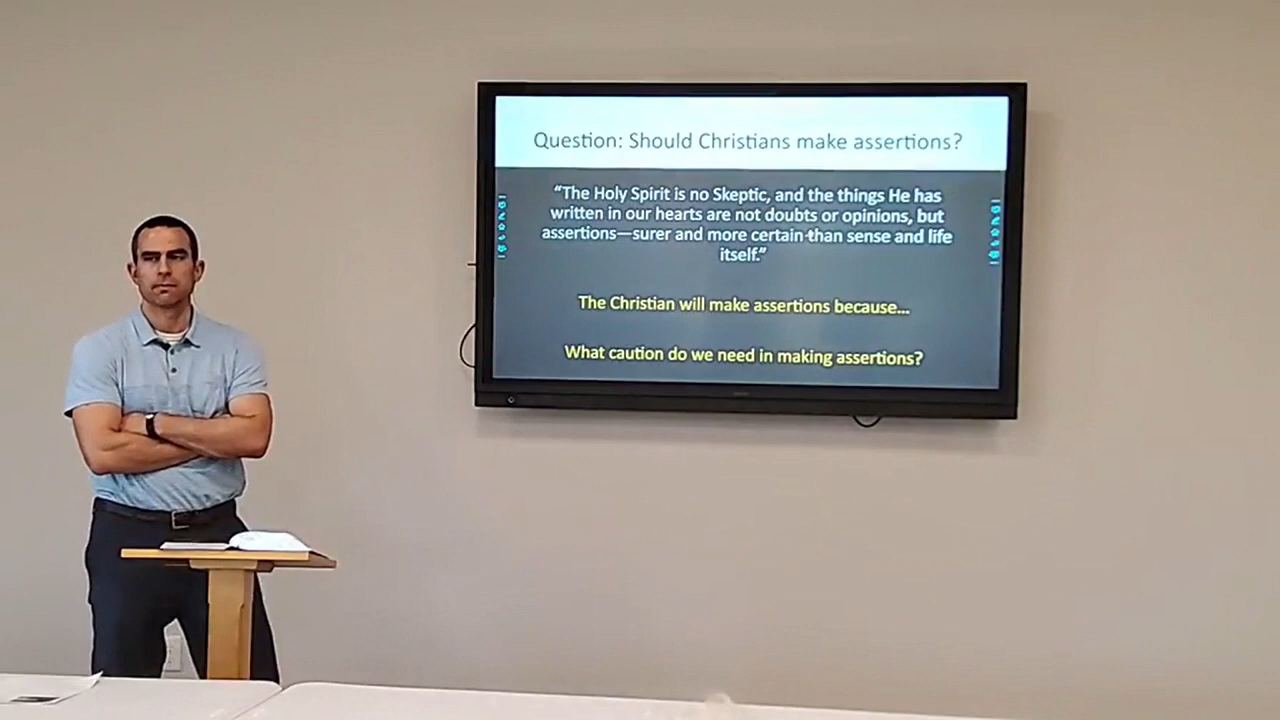 Question: Should Christians make assertions?
“The Holy Spirit is no Skeptic, and the things He has
written in our hearts are not doubts or opinions, but
assertions—surer and more certain than sense and life
itself.”
The Christian will make assertions because...
What caution do we need in making assertions?